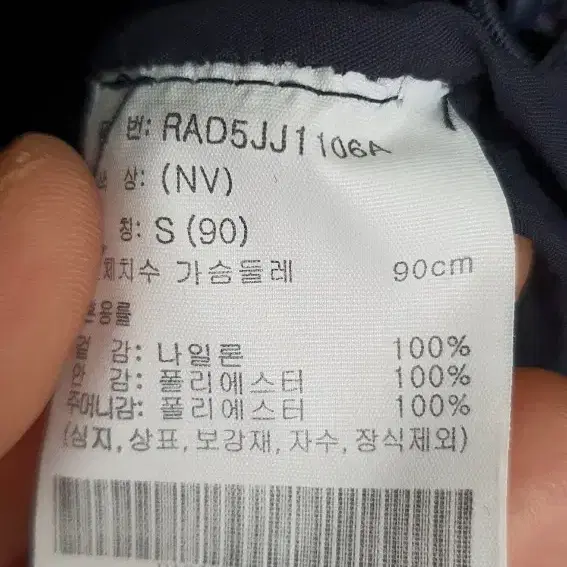 번: RAD5JJ1106A
상: (NV)
칭: S (90)
체치수 가슴둘레 90cm
혼용률
겉 감: 나일론 100%
안 감: 폴리에스터 100%
주머니감: 폴리에스터 100%
(심지,상표,보강재,자수,장식제외)